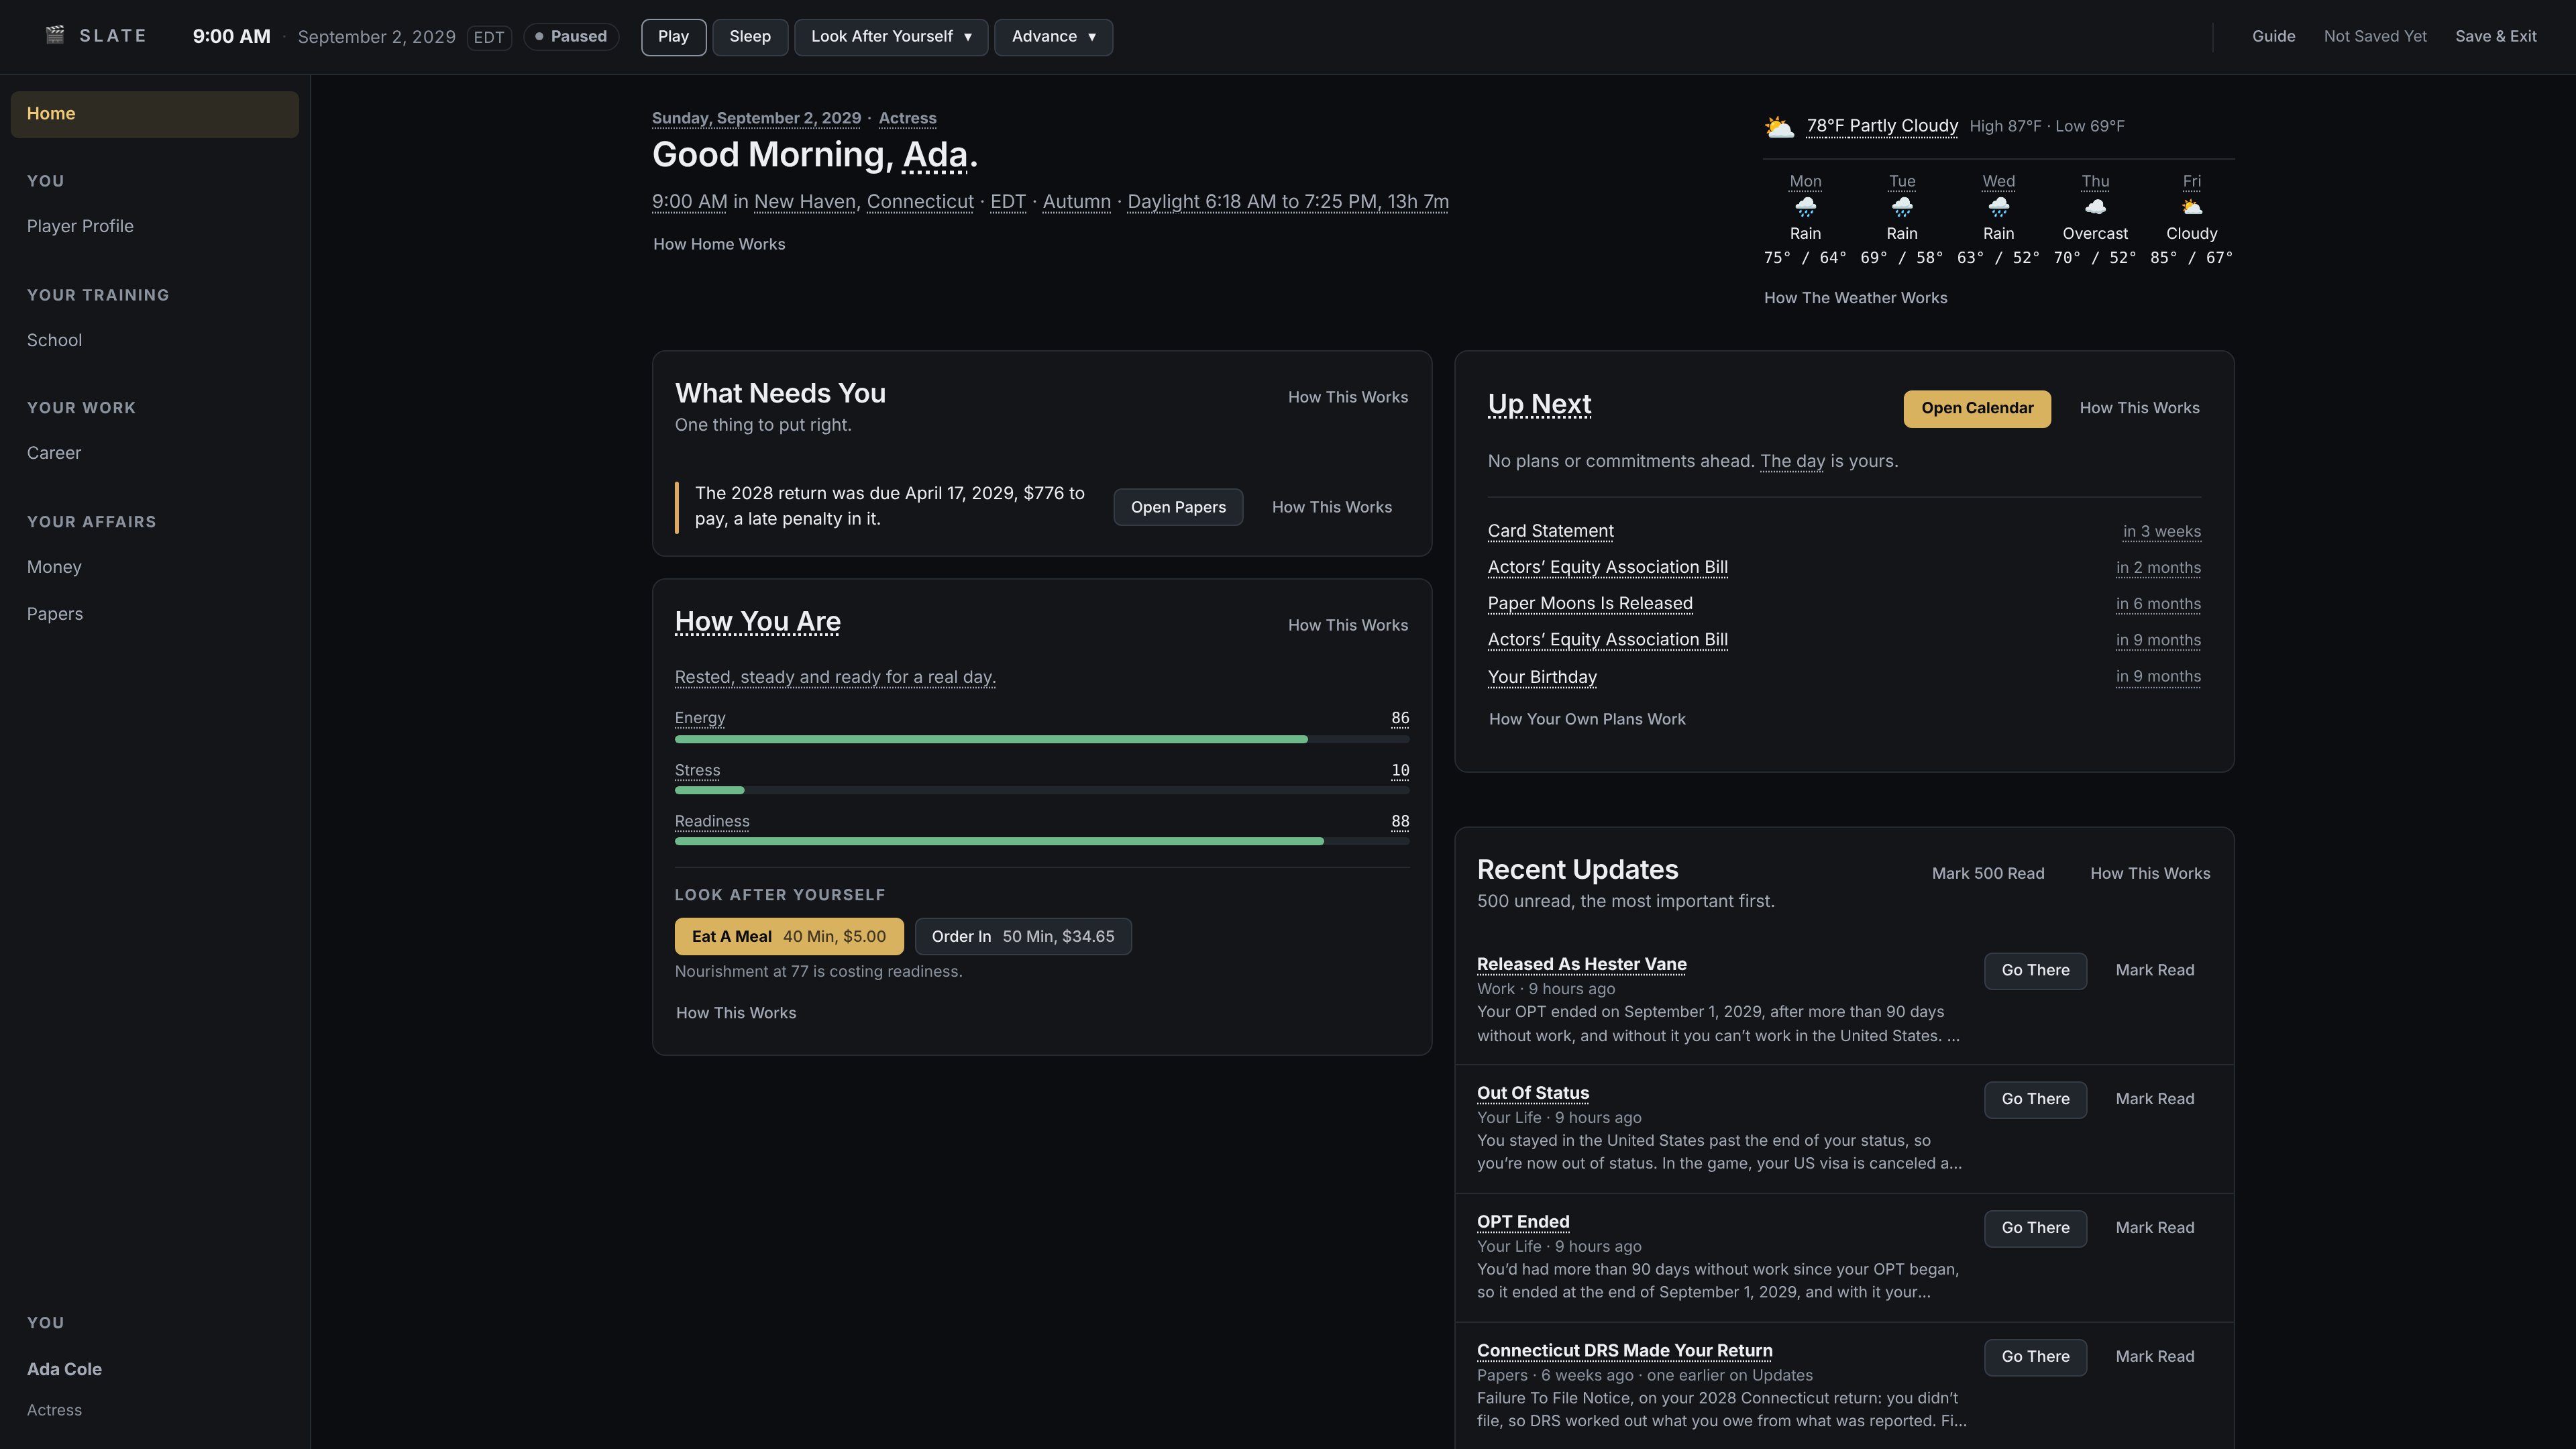 SLATE
9:00 AM · September 2, 2029 EDT Paused
Play
Sleep
Look After Yourself ▾
Advance ▾
Guide
Not Saved Yet
Save & Exit
Home
YOU
Player Profile
YOUR TRAINING
School
YOUR WORK
Career
YOUR AFFAIRS
Money
Papers
YOU
Ada Cole
Actress
Sunday, September 2, 2029 · Actress
Good Morning, Ada.
9:00 AM in New Haven, Connecticut · EDT · Autumn · Daylight 6:18 AM to 7:25 PM, 13h 7m
How Home Works
78°F Partly Cloudy High 87°F · Low 69°F
Mon Tue Wed Thu Fri
Rain Rain Rain Overcast Cloudy
75° / 64° 69° / 58° 63° / 52° 70° / 52° 85° / 67°
How The Weather Works
What Needs You
How This Works
One thing to put right.
The 2028 return was due April 17, 2029, $776 to
pay, a late penalty in it.
Open Papers
How This Works
How You Are
How This Works
Rested, steady and ready for a real day.
Energy 86
Stress 10
Readiness 88
LOOK AFTER YOURSELF
Eat A Meal 40 Min, $5.00
Order In 50 Min, $34.65
Nourishment at 77 is costing readiness.
How This Works
Up Next
Open Calendar
How This Works
No plans or commitments ahead. The day is yours.
Card Statement in 3 weeks
Actors’ Equity Association Bill in 2 months
Paper Moons Is Released in 6 months
Actors’ Equity Association Bill in 9 months
Your Birthday in 9 months
How Your Own Plans Work
Recent Updates
Mark 500 Read
How This Works
500 unread, the most important first.
Released As Hester Vane
Go There
Mark Read
Work · 9 hours ago
Your OPT ended on September 1, 2029, after more than 90 days
without work, and without it you can’t work in the United States. …
Out Of Status
Go There
Mark Read
Your Life · 9 hours ago
You stayed in the United States past the end of your status, so
you’re now out of status. In the game, your US visa is canceled a…
OPT Ended
Go There
Mark Read
Your Life · 9 hours ago
You’d had more than 90 days without work since your OPT began,
so it ended at the end of September 1, 2029, and with it your…
Connecticut DRS Made Your Return
Go There
Mark Read
Papers · 6 weeks ago · one earlier on Updates
Failure To File Notice, on your 2028 Connecticut return: you didn’t
file, so DRS worked out what you owe from what was reported. Fi…